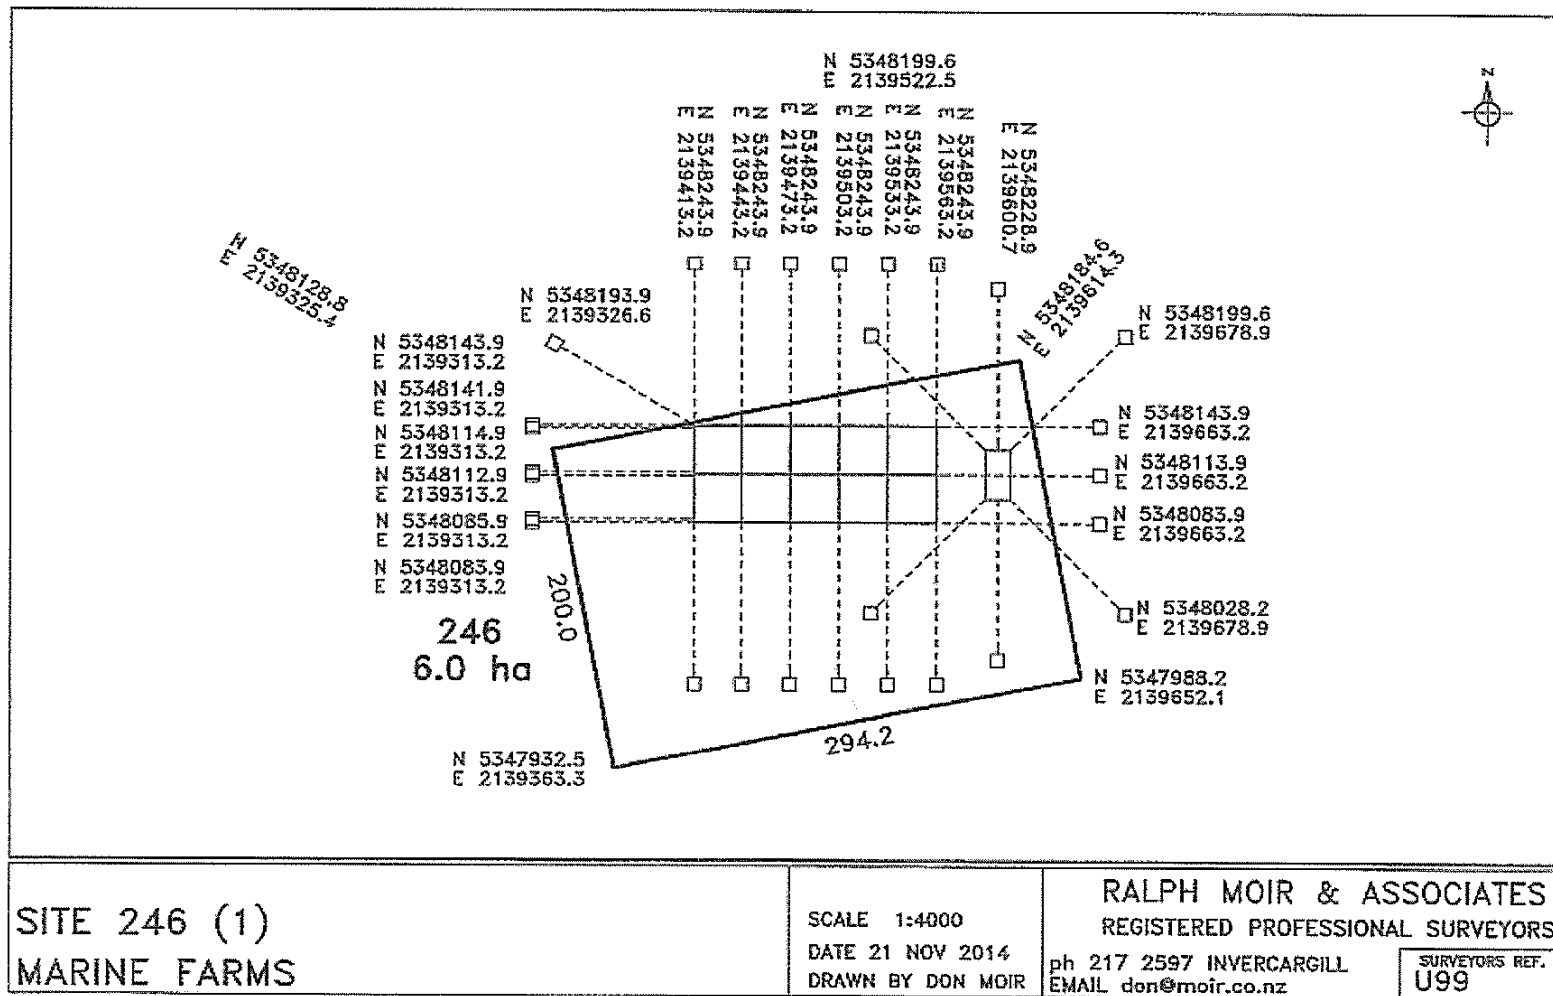 N 5348199.6
E 2139522.5
N 5348243.9
E 2139413.2
N 5348243.9
E 2139443.2
N 5348243.9
E 2139473.2
N 5348243.9
E 2139503.2
N 5348243.9
E 2139533.2
N 5348243.9
E 2139563.2
N 5348228.9
E 2139600.7
N 5348184.6
E 2139614.3
N
N 5348128.8
E 2139325.4
N 5348193.9
E 2139326.6
N 5348199.6
E 2139678.9
N 5348143.9
E 2139313.2
N 5348141.9
E 2139313.2
N 5348114.9
E 2139313.2
N 5348112.9
E 2139313.2
N 5348085.9
E 2139313.2
N 5348083.9
E 2139313.2
N 5348143.9
E 2139663.2
N 5348113.9
E 2139663.2
N 5348083.9
E 2139663.2
N 5348028.2
E 2139678.9
200.0
246
6.0 ha
N 5347988.2
E 2139652.1
294.2
N 5347932.5
E 2139363.3
SITE 246 (1)
MARINE FARMS
SCALE 1:4000
DATE 21 NOV 2014
DRAWN BY DON MOIR
RALPH MOIR & ASSOCIATES
REGISTERED PROFESSIONAL SURVEYORS
ph 217 2597 INVERCARGILL
EMAIL don@moir.co.nz
SURVEYORS REF.
U99